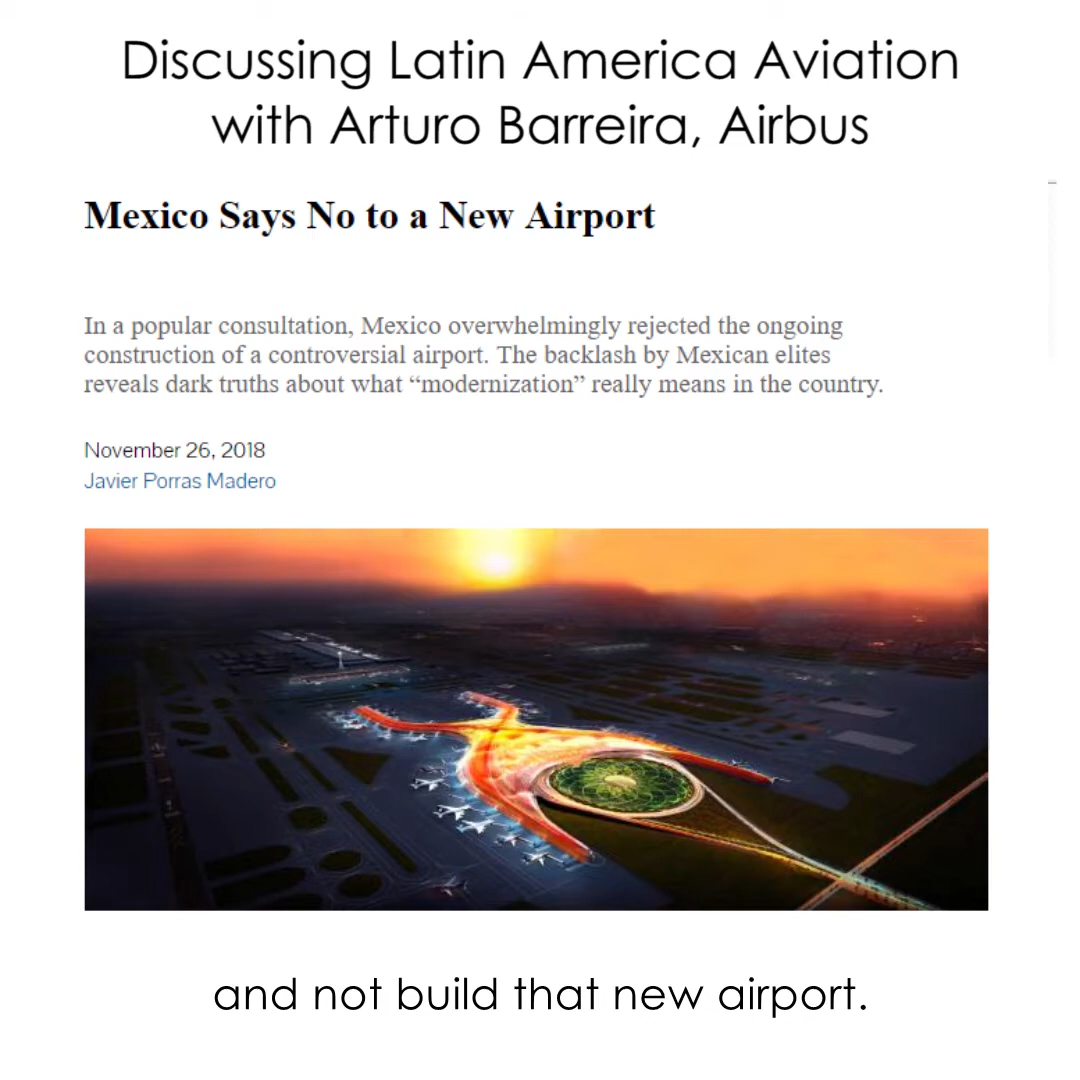 Discussing Latin America Aviation
with Arturo Barreira, Airbus
Mexico Says No to a New Airport
In a popular consultation, Mexico overwhelmingly rejected the ongoing
construction of a controversial airport. The backlash by Mexican elites
reveals dark truths about what “modernization” really means in the country.
November 26, 2018
Javier Porras Madero
and not build that new airport.